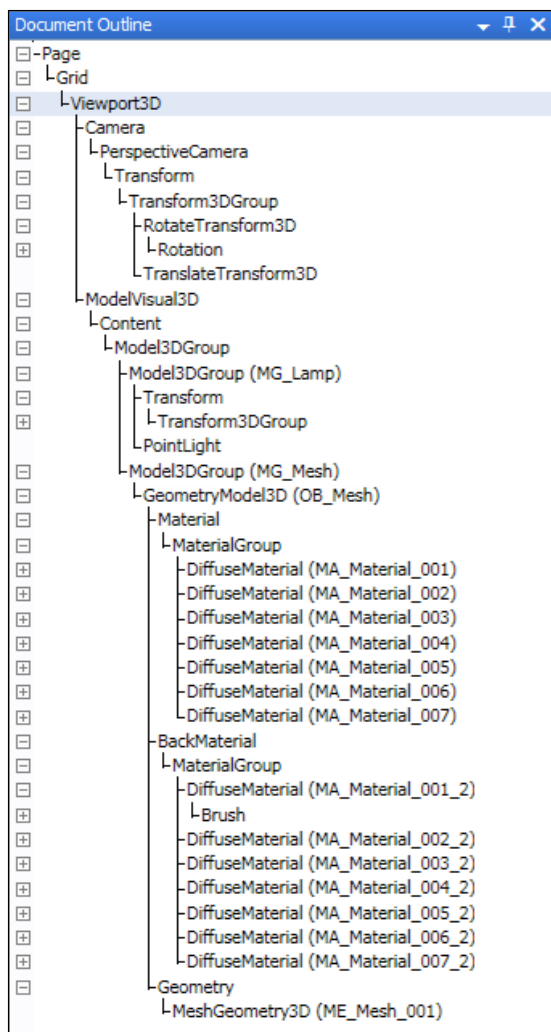 Document Outline
Page
Grid
Viewport3D
Camera
PerspectiveCamera
Transform
Transform3DGroup
RotateTransform3D
Rotation
TranslateTransform3D
ModelVisual3D
Content
Model3DGroup
Model3DGroup (MG_Lamp)
Transform
Transform3DGroup
PointLight
Model3DGroup (MG_Mesh)
GeometryModel3D (OB_Mesh)
Material
MaterialGroup
DiffuseMaterial (MA_Material_001)
DiffuseMaterial (MA_Material_002)
DiffuseMaterial (MA_Material_003)
DiffuseMaterial (MA_Material_004)
DiffuseMaterial (MA_Material_005)
DiffuseMaterial (MA_Material_006)
DiffuseMaterial (MA_Material_007)
BackMaterial
MaterialGroup
DiffuseMaterial (MA_Material_001_2)
Brush
DiffuseMaterial (MA_Material_002_2)
DiffuseMaterial (MA_Material_003_2)
DiffuseMaterial (MA_Material_004_2)
DiffuseMaterial (MA_Material_005_2)
DiffuseMaterial (MA_Material_006_2)
DiffuseMaterial (MA_Material_007_2)
Geometry
MeshGeometry3D (ME_Mesh_001)